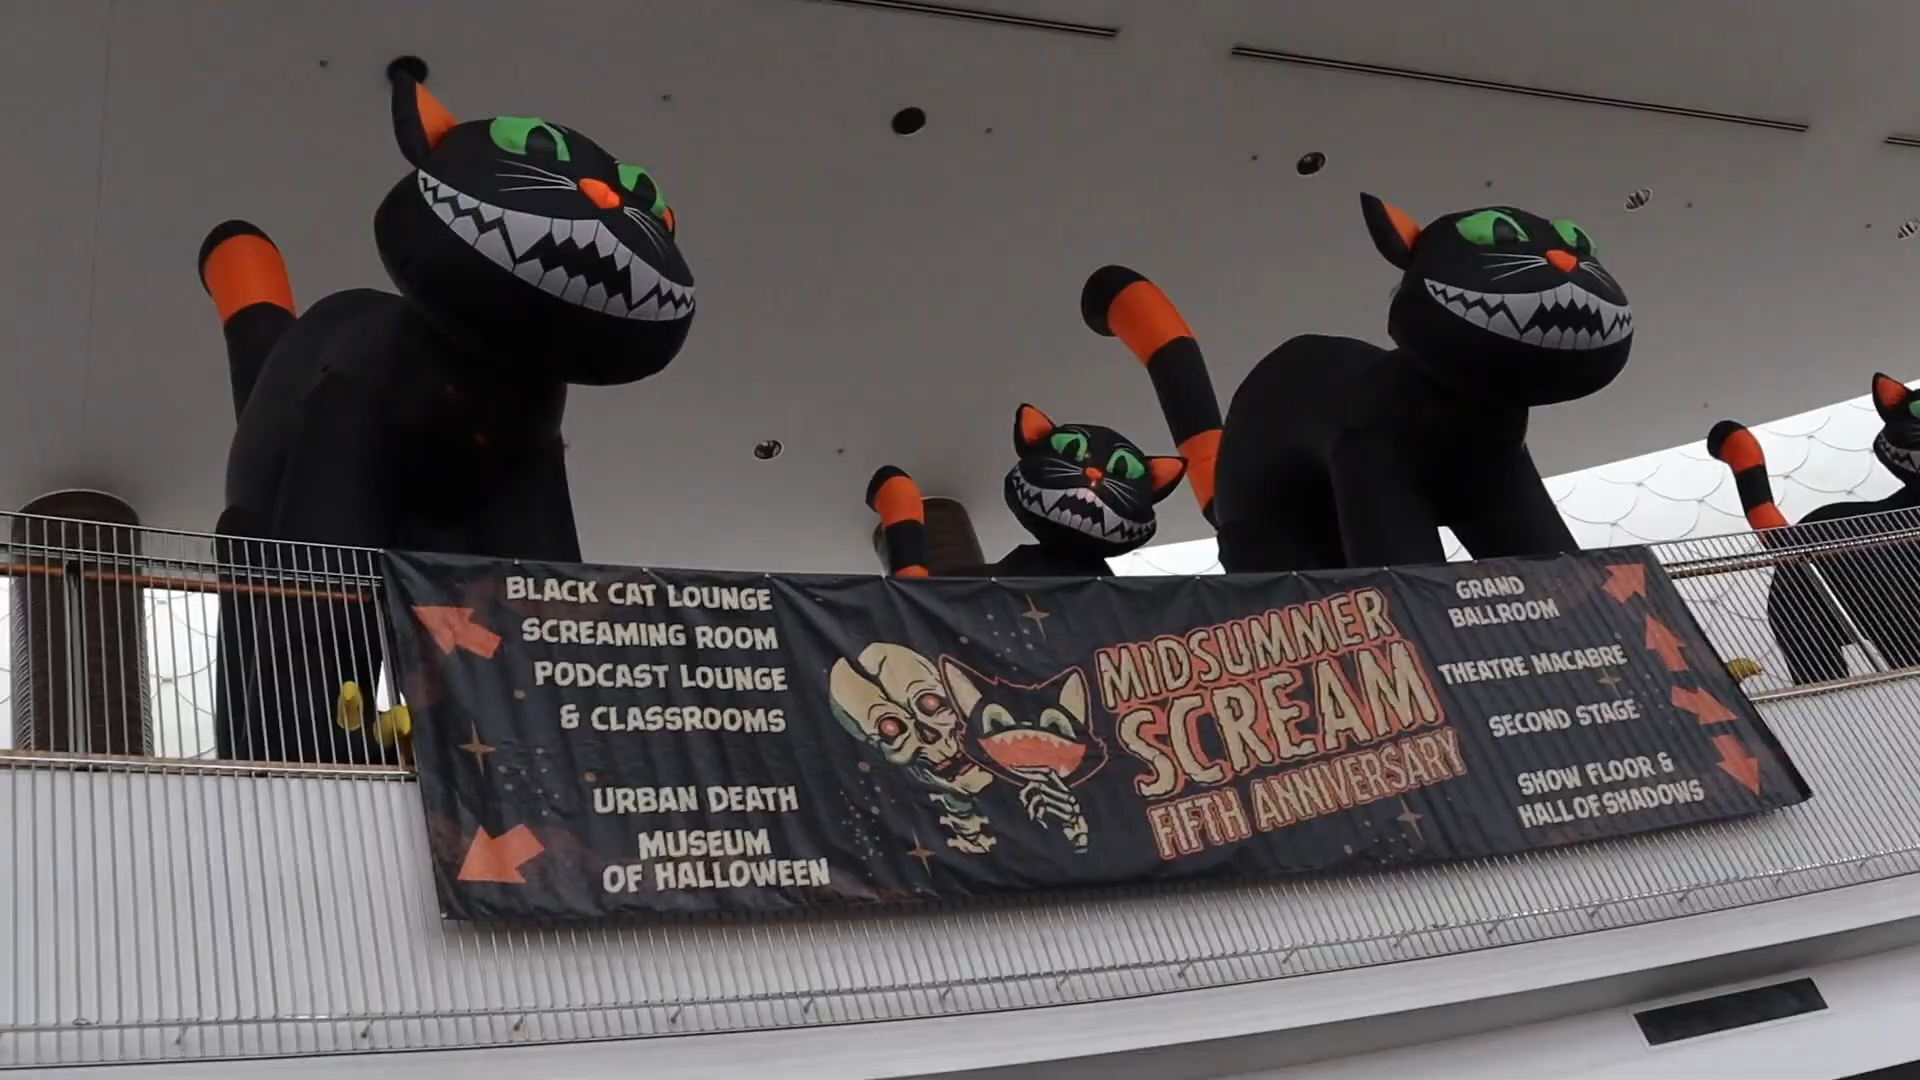 BLACK CAT LOUNGE
SCREAMING ROOM
PODCAST LOUNGE
& CLASSROOMS
URBAN DEATH
MUSEUM
OF HALLOWEEN
MIDSUMMER
SCREAM
FIFTH ANNIVERSARY
GRAND
BALLROOM
THEATRE MACABRE
SECOND STAGE
SHOW FLOOR &
HALL OF SHADOWS